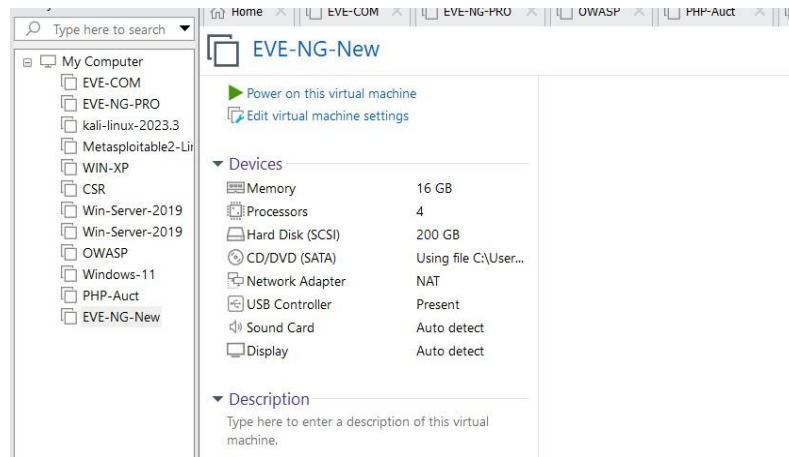 Home EVE-COM EVE-NG-PRO OWASP PHP-Auct
Type here to search
My Computer
EVE-COM
EVE-NG-PRO
kali-linux-2023.3
Metasploitable2-Lin
WIN-XP
CSR
Win-Server-2019
Win-Server-2019
OWASP
Windows-11
PHP-Auct
EVE-NG-New
EVE-NG-New
Power on this virtual machine
Edit virtual machine settings
Devices
Memory 16 GB
Processors 4
Hard Disk (SCSI) 200 GB
CD/DVD (SATA) Using file C:\User...
Network Adapter NAT
USB Controller Present
Sound Card Auto detect
Display Auto detect
Description
Type here to enter a description of this virtual
machine.